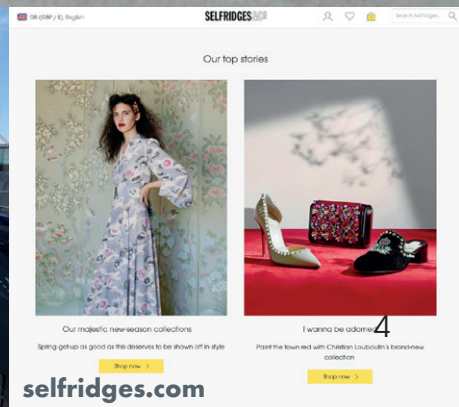 GB (GBP / £), English
SELFRIDGES&CO
Search Selfridges...
Our top stories
Our majestic new-season collections
Spring get-up as good as this deserves to be shown off in style
Shop now >
I wanna be adorned
4
Paint the town red with Christian Louboutin's brand-new
collection
Shop now >
selfridges.com